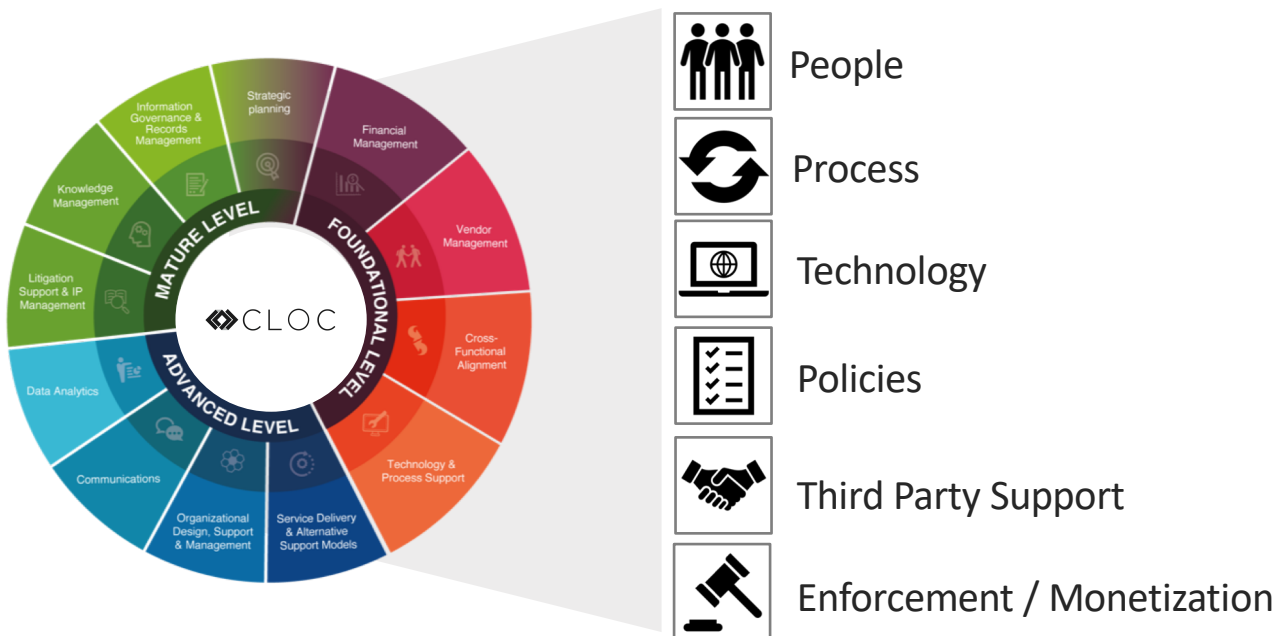 Strategic
planning
Financial
Management
Vendor
Management
Cross-
Functional
Alignment
Technology &
Process Support
Service Delivery
& Alternative
Support Models
Organizational
Design, Support
& Management
Communications
Data Analytics
Litigation
Support & IP
Management
Knowledge
Management
Information
Governance &
Records
Management
MATURE LEVEL
FOUNDATIONAL LEVEL
ADVANCED LEVEL
CLOC
People
Process
Technology
Policies
Third Party Support
Enforcement / Monetization